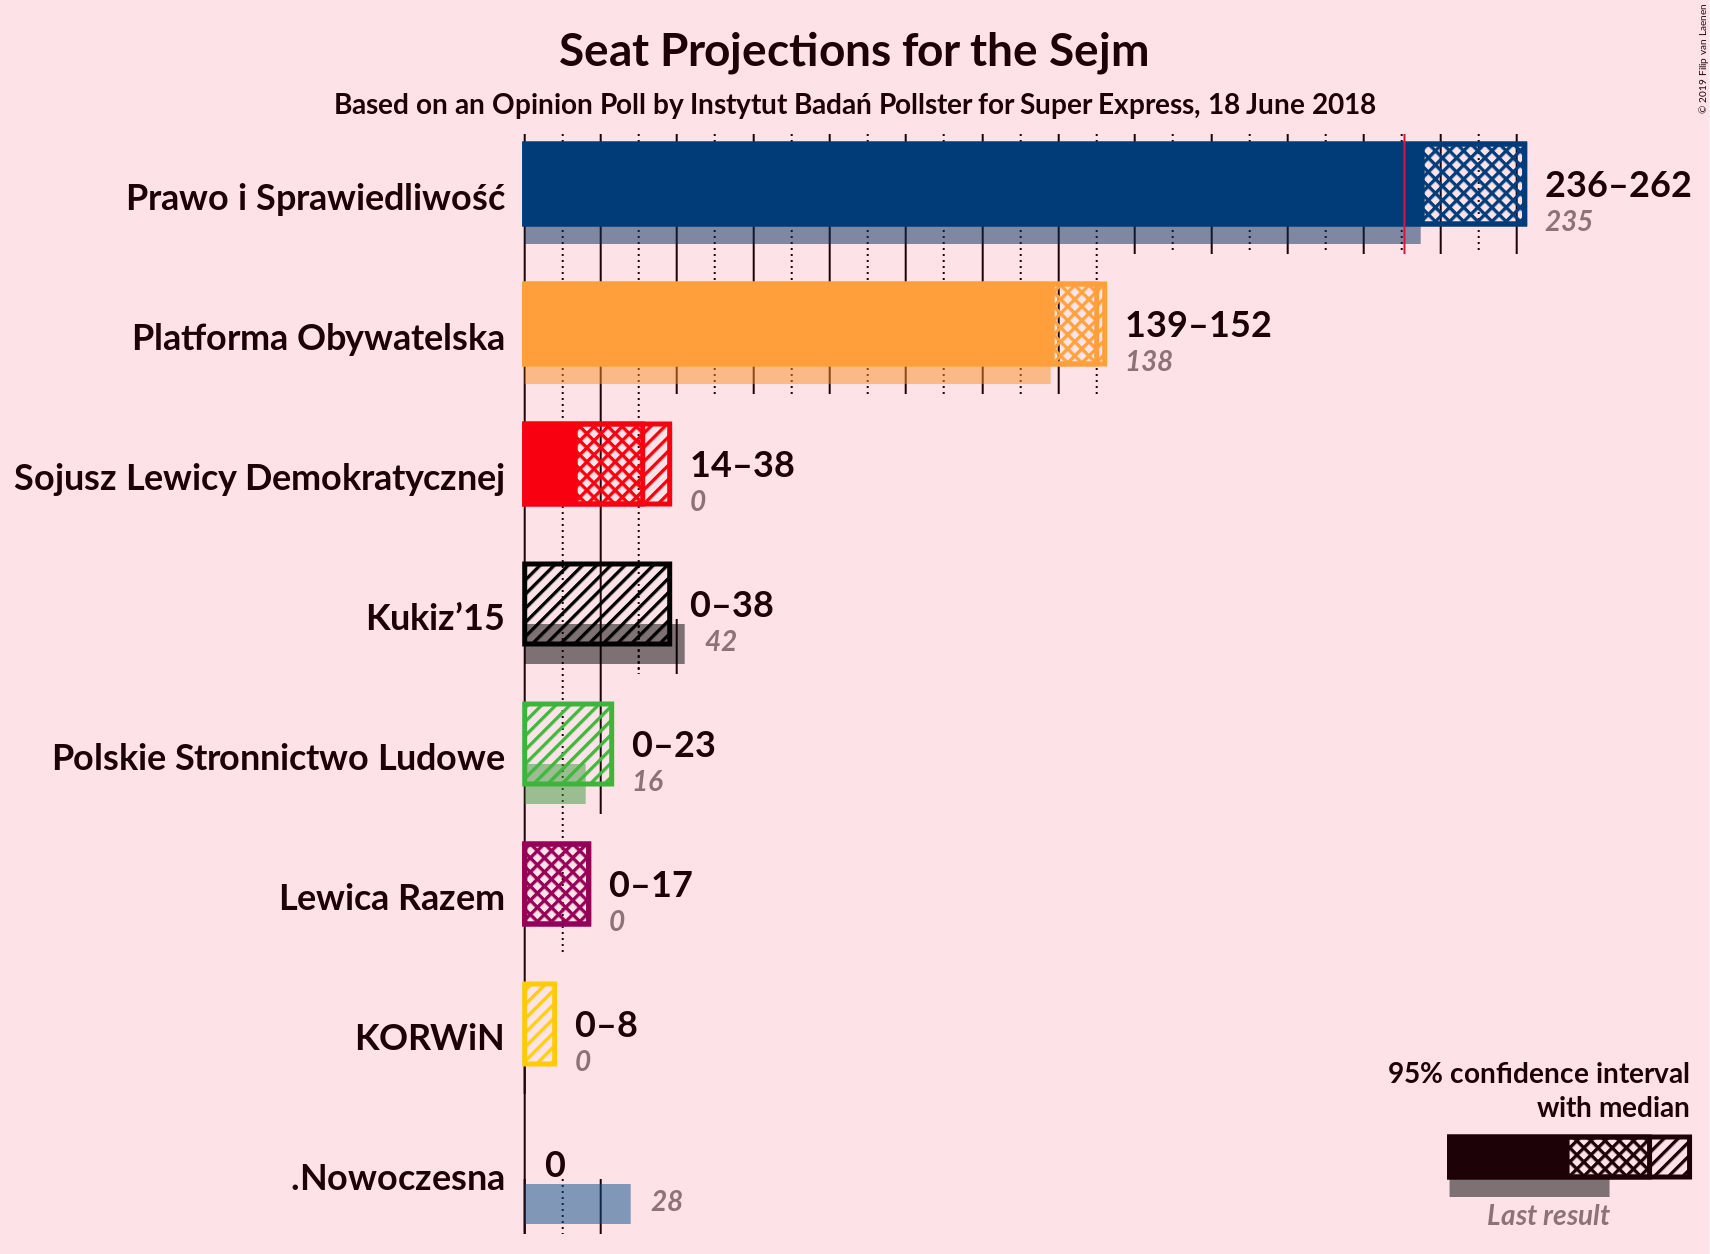 Seat Projections for the Sejm
Based on an Opinion Poll by Instytut Badań Pollster for Super Express, 18 June 2018
© 2019 Filip van Laenen
Prawo i Sprawiedliwość
236–262
235
Platforma Obywatelska
139–152
138
Sojusz Lewicy Demokratycznej
14–38
0
Kukiz’15
0–38
42
Polskie Stronnictwo Ludowe
0–23
16
Lewica Razem
0–17
0
KORWiN
0–8
0
.Nowoczesna
0
28
95% confidence interval
with median
Last result